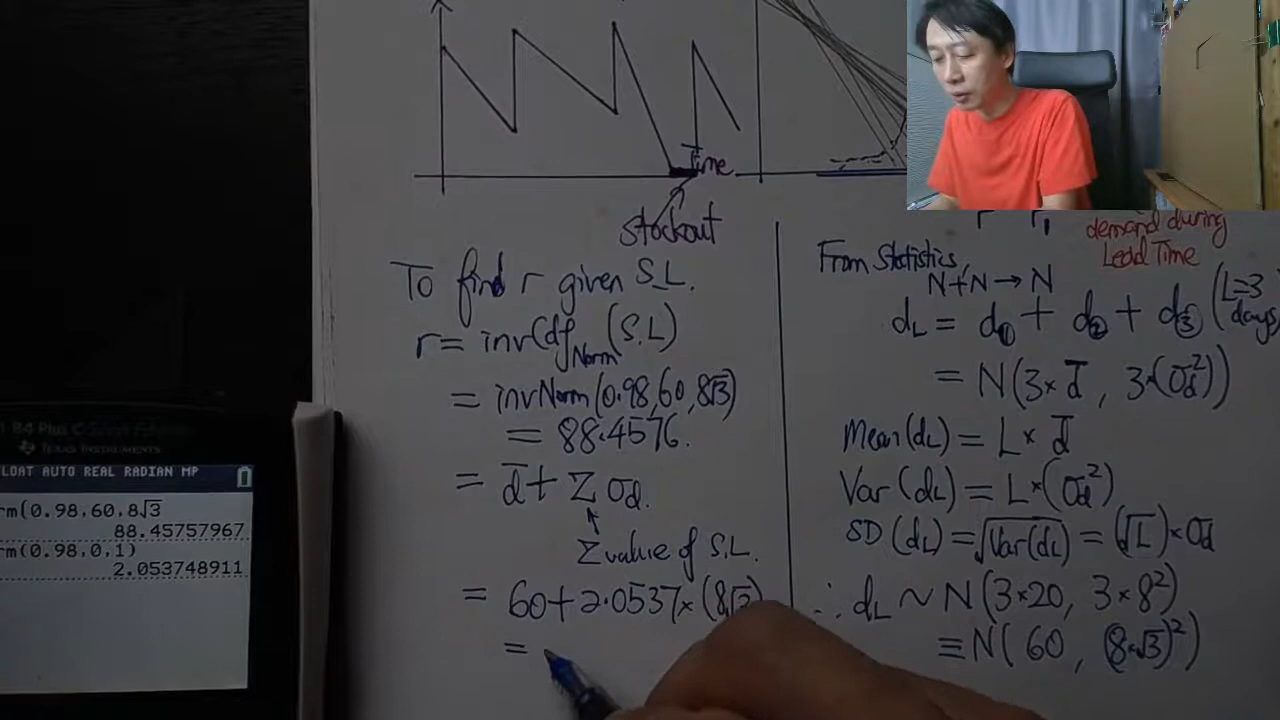 Time
stockout
To find r given S.L.
r = invCdf Norm (S.L)
= invNorm(0.98, 60, 8√3)
= 88.4576.
= d̄ + Z σd.
Z value of S.L.
= 60 + 2.0537 × (8√3)
=
r r1
demand during
Lead Time
From Statistics,
N+N → N
dL = d1 + d2 + d3 (L=3 days
= N(3×d̄, 3×(σd²))
Mean(dL) = L × d̄
Var(dL) = L×(σd²)
SD(dL) = √Var(dL) = (√L)×σd
∴ dL ~ N(3×20, 3×8²)
≡ N(60, (8×√3)²)
84 Plus C
TEXAS INSTRUMENTS
LOAT AUTO REAL RADIAN MP
rm(0.98,60,8√3
88.45757967
rm(0.98,0,1)
2.053748911